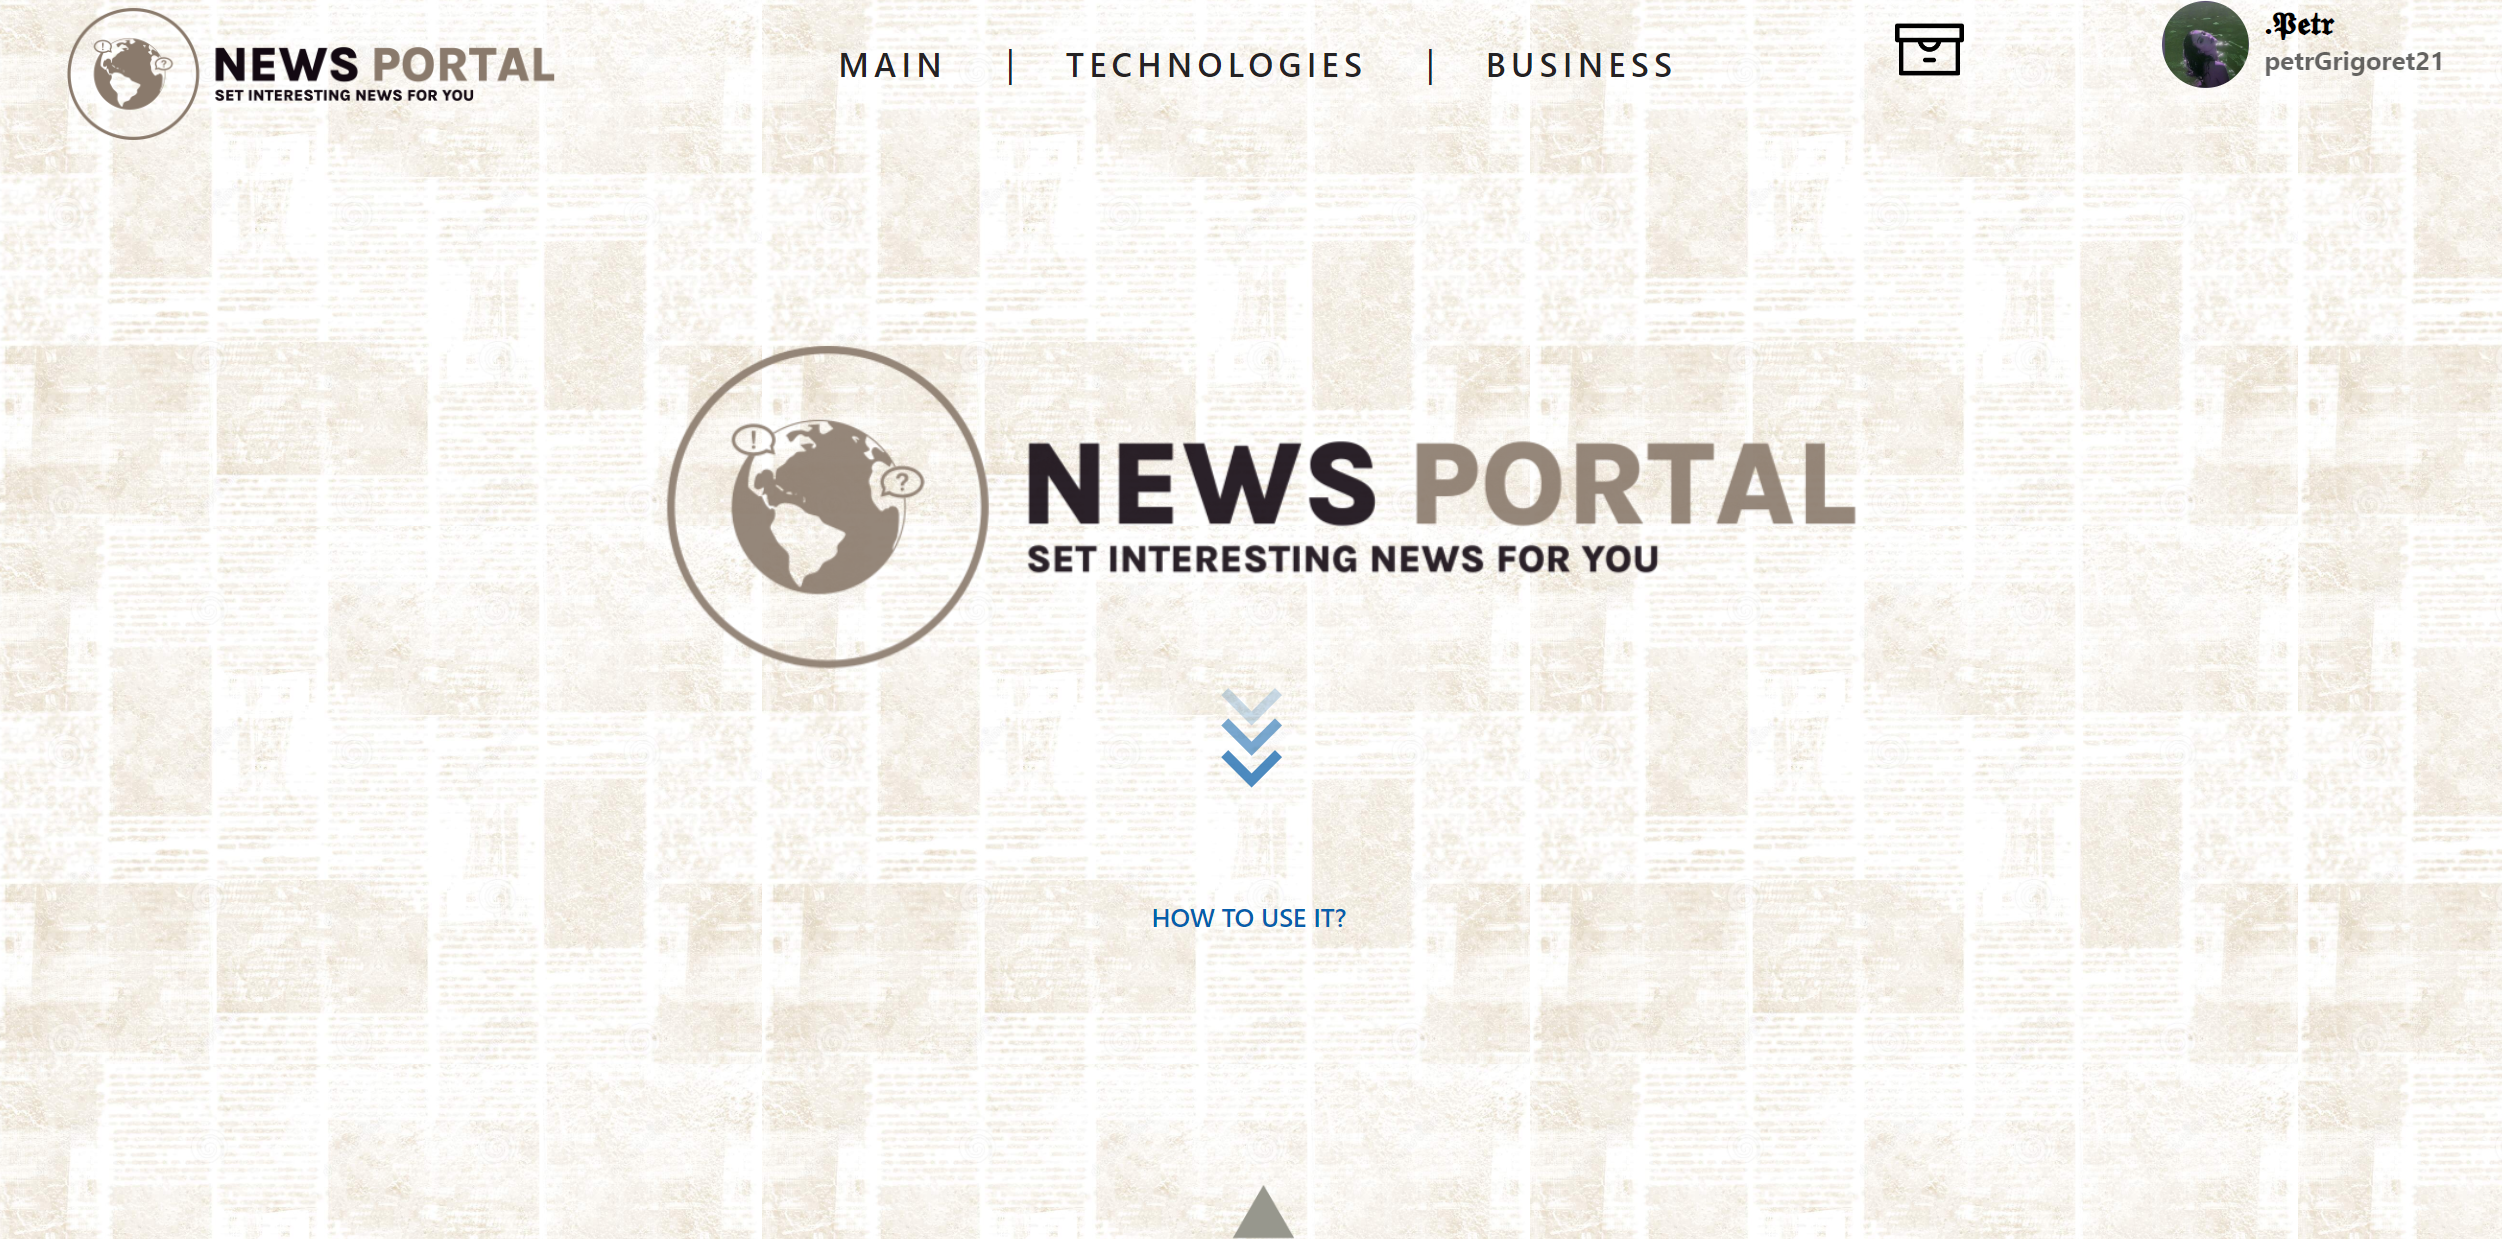 NEWS PORTAL
SET INTERESTING NEWS FOR YOU
MAIN | TECHNOLOGIES | BUSINESS
.𝕻𝖊𝖙𝖗
petrGrigoret21
! ?
NEWS PORTAL
SET INTERESTING NEWS FOR YOU
HOW TO USE IT?